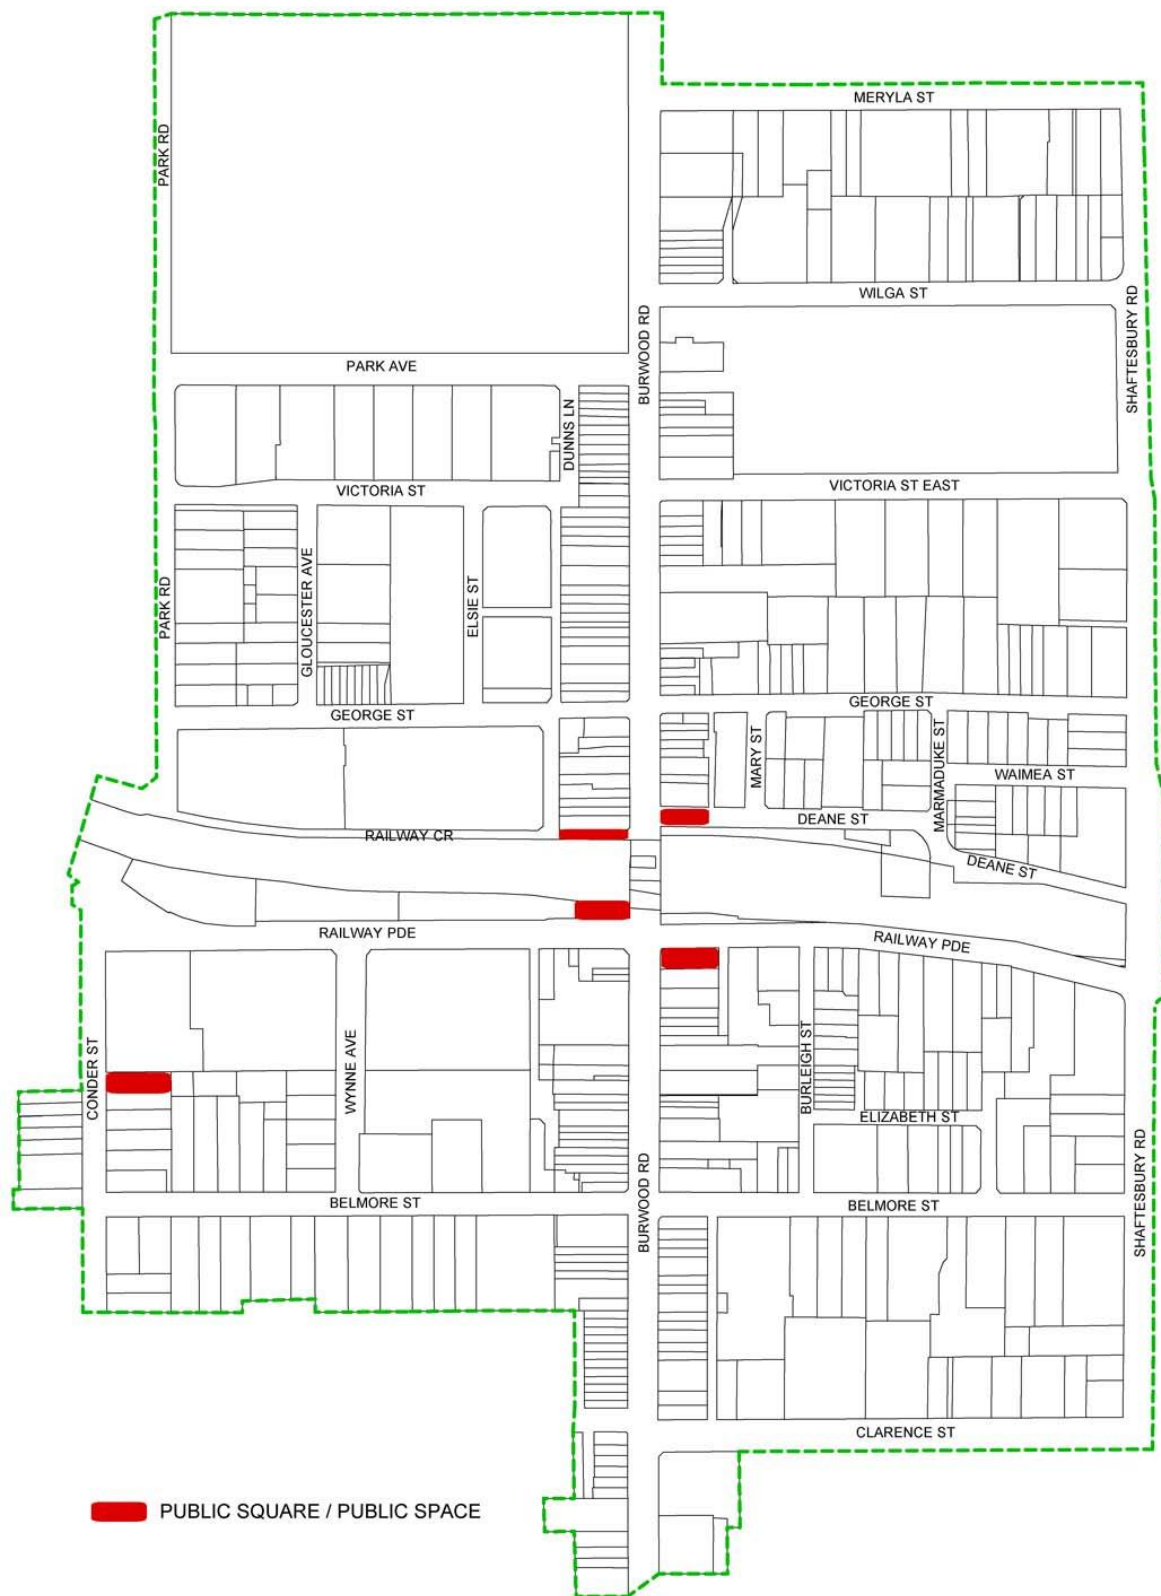 MERYLA ST
PARK RD
WILGA ST
BURWOOD RD
SHAFTESBURY RD
PARK AVE
DUNNS LN
VICTORIA ST
VICTORIA ST EAST
PARK RD
GLOUCESTER AVE
ELSIE ST
GEORGE ST
GEORGE ST
MARY ST
MARMADUKE ST
WAIMEA ST
DEANE ST
RAILWAY CR
DEANE ST
RAILWAY PDE
RAILWAY PDE
CONDER ST
WYNNE AVE
BURLEIGH ST
ELIZABETH ST
BURWOOD RD
SHAFTESBURY RD
BELMORE ST
BELMORE ST
CLARENCE ST
PUBLIC SQUARE / PUBLIC SPACE